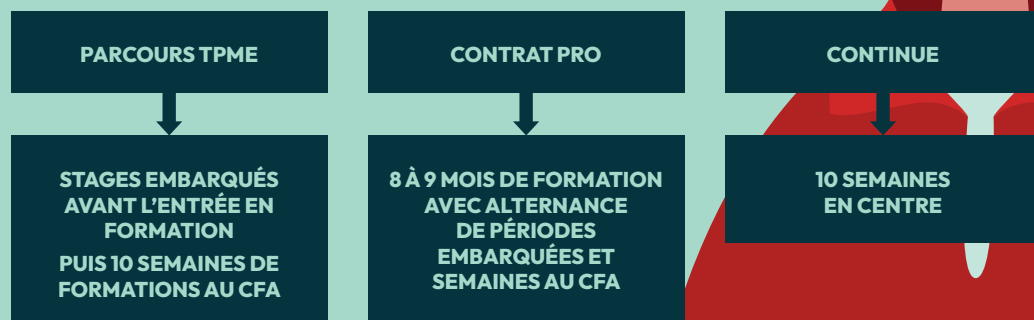 PARCOURS TPME
CONTRAT PRO
CONTINUE
STAGES EMBARQUÉS
AVANT L'ENTRÉE EN
FORMATION
PUIS 10 SEMAINES DE
FORMATIONS AU CFA
8 À 9 MOIS DE FORMATION
AVEC ALTERNANCE
DE PÉRIODES
EMBARQUÉES ET
SEMAINES AU CFA
10 SEMAINES
EN CENTRE